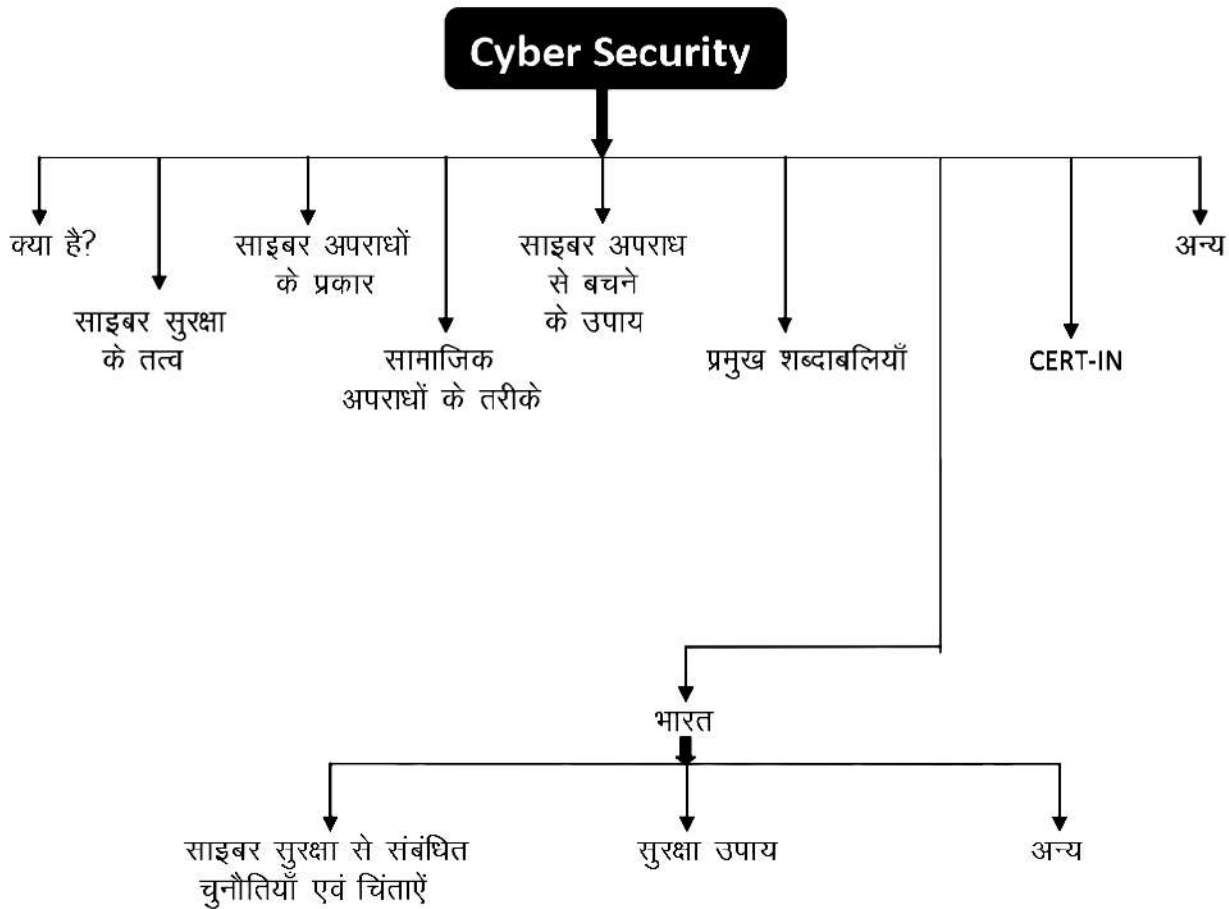 Cyber Security
क्या है?
साइबर सुरक्षा
के तत्व
साइबर अपराधों
के प्रकार
सामाजिक
अपराधों के तरीके
साइबर अपराध
से बचने
के उपाय
प्रमुख शब्दाबलियाँ
CERT-IN
अन्य
भारत
साइबर सुरक्षा से संबंधित
चुनौतियाँ एवं चिंताऐं
सुरक्षा उपाय
अन्य